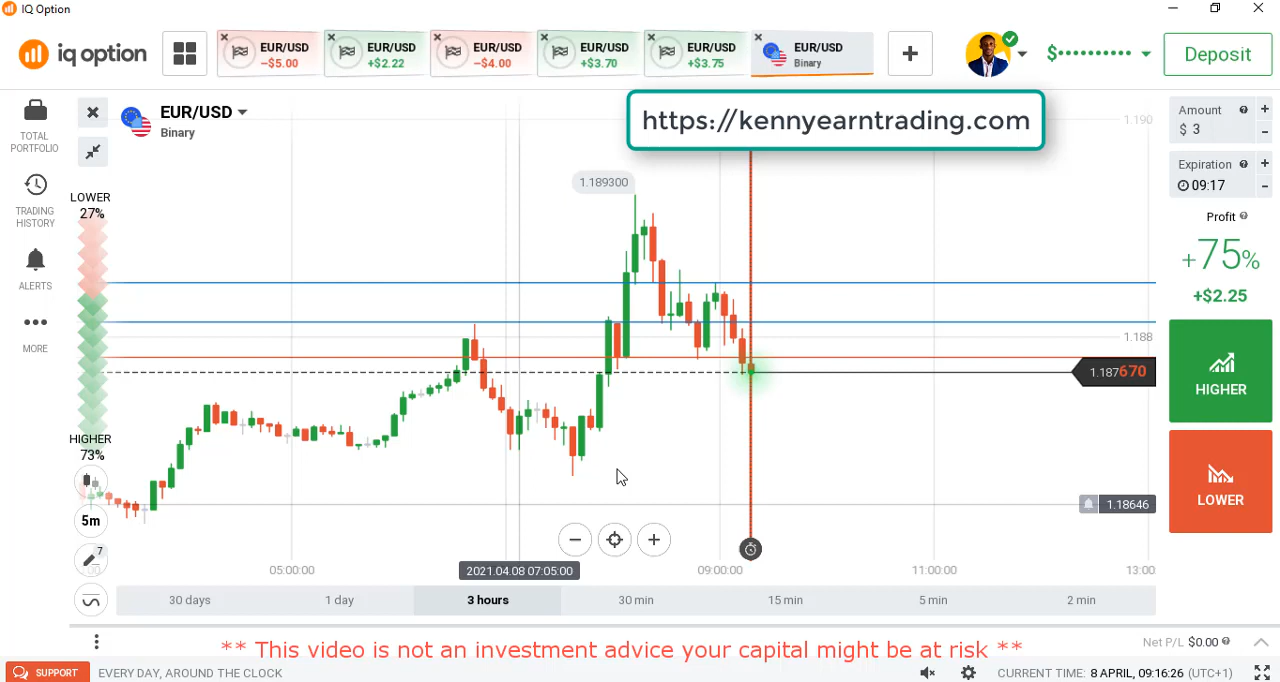 IQ Option
iq option
EUR/USD
−$5.00
EUR/USD
+$2.22
EUR/USD
−$4.00
EUR/USD
+$3.70
EUR/USD
+$3.75
EUR/USD
Binary
$••••••••••
Deposit
TOTAL
PORTFOLIO
TRADING
HISTORY
ALERTS
MORE
EUR/USD
Binary
https://kennyearntrading.com
1.190
LOWER
27%
1.189300
1.188
1.187670
HIGHER
73%
1.18646
5m
7
05:00:00
2021.04.08 07:05:00
09:00:00
11:00:00
13:00
30 days
1 day
3 hours
30 min
15 min
5 min
2 min
Amount
$ 3
+
-
Expiration
09:17
+
-
Profit
+75%
+$2.25
HIGHER
LOWER
** This video is not an investment advice your capital might be at risk **
Net P/L $0.00
SUPPORT
EVERY DAY, AROUND THE CLOCK
CURRENT TIME: 8 APRIL, 09:16:26 (UTC+1)